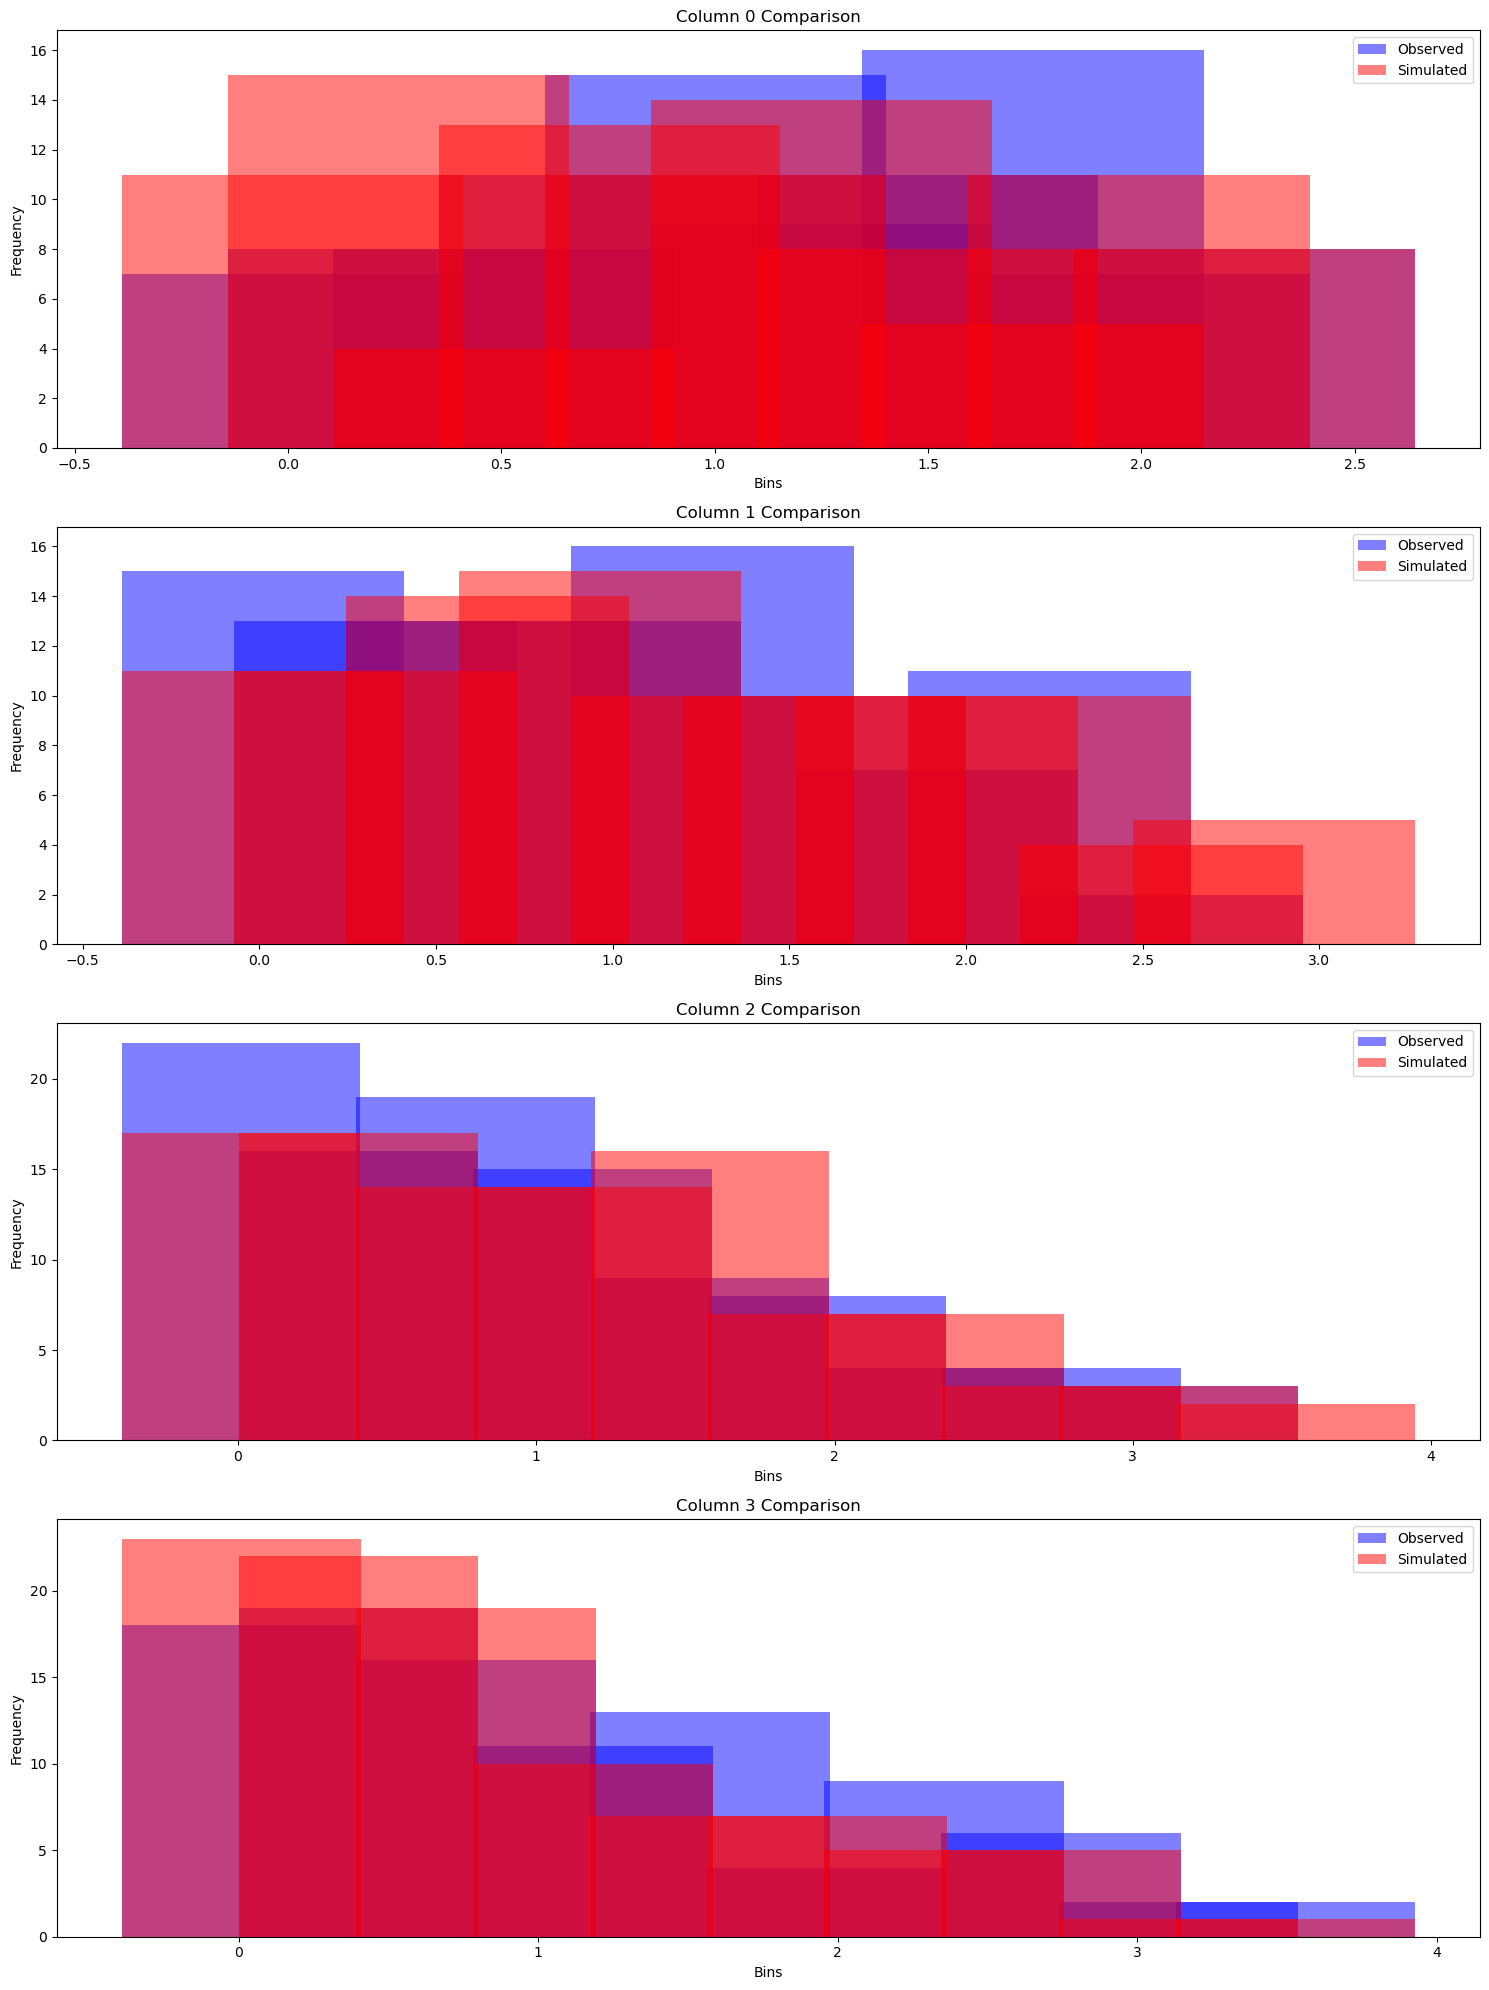 Column 0 Comparison
Observed
Simulated
16
14
12
10
8
6
4
2
0
Frequency
−0.5 0.0 0.5 1.0 1.5 2.0 2.5
Bins
Column 1 Comparison
Observed
Simulated
16
14
12
10
8
6
4
2
0
Frequency
−0.5 0.0 0.5 1.0 1.5 2.0 2.5 3.0
Bins
Column 2 Comparison
Observed
Simulated
20
15
10
5
0
Frequency
0 1 2 3 4
Bins
Column 3 Comparison
Observed
Simulated
20
15
10
5
0
Frequency
0 1 2 3 4
Bins